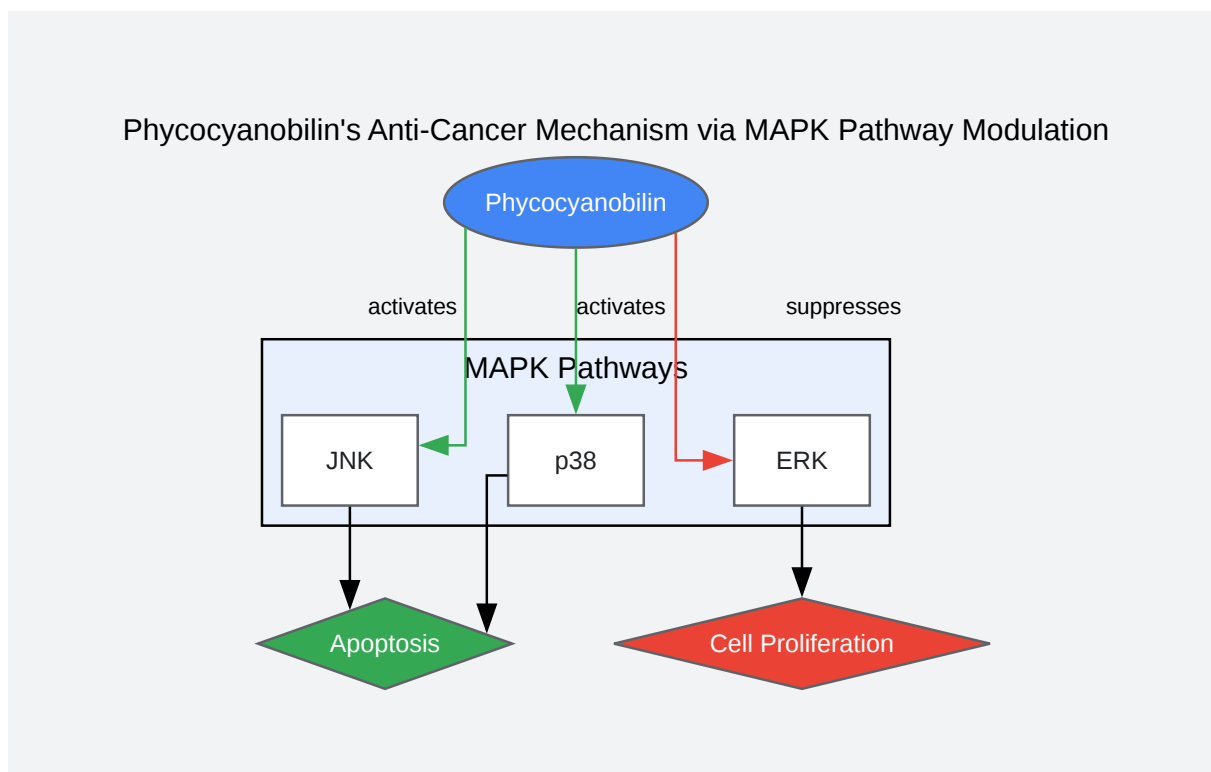 Phycocyanobilin's Anti-Cancer Mechanism via MAPK Pathway Modulation
Phycocyanobilin
activates
activates
suppresses
MAPK Pathways
JNK
p38
ERK
Apoptosis
Cell Proliferation